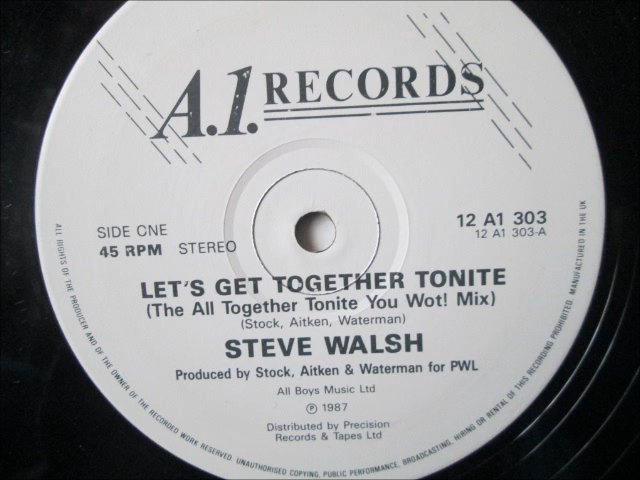 A.1. RECORDS
SIDE ONE
45 RPM STEREO
12 A1 303
12 A1 303-A
LET'S GET TOGETHER TONITE
(The All Together Tonite You Wot! Mix)
(Stock, Aitken, Waterman)
STEVE WALSH
Produced by Stock, Aitken & Waterman for PWL
All Boys Music Ltd
℗ 1987
Distributed by Precision
Records & Tapes Ltd
ALL RIGHTS OF THE PRODUCER AND OF THE OWNER OF THE RECORDED WORK RESERVED. UNAUTHORISED COPYING, PUBLIC PERFORMANCE, BROADCASTING, HIRING OR RENTAL OF THIS RECORDING PROHIBITED. MANUFACTURED IN THE UK